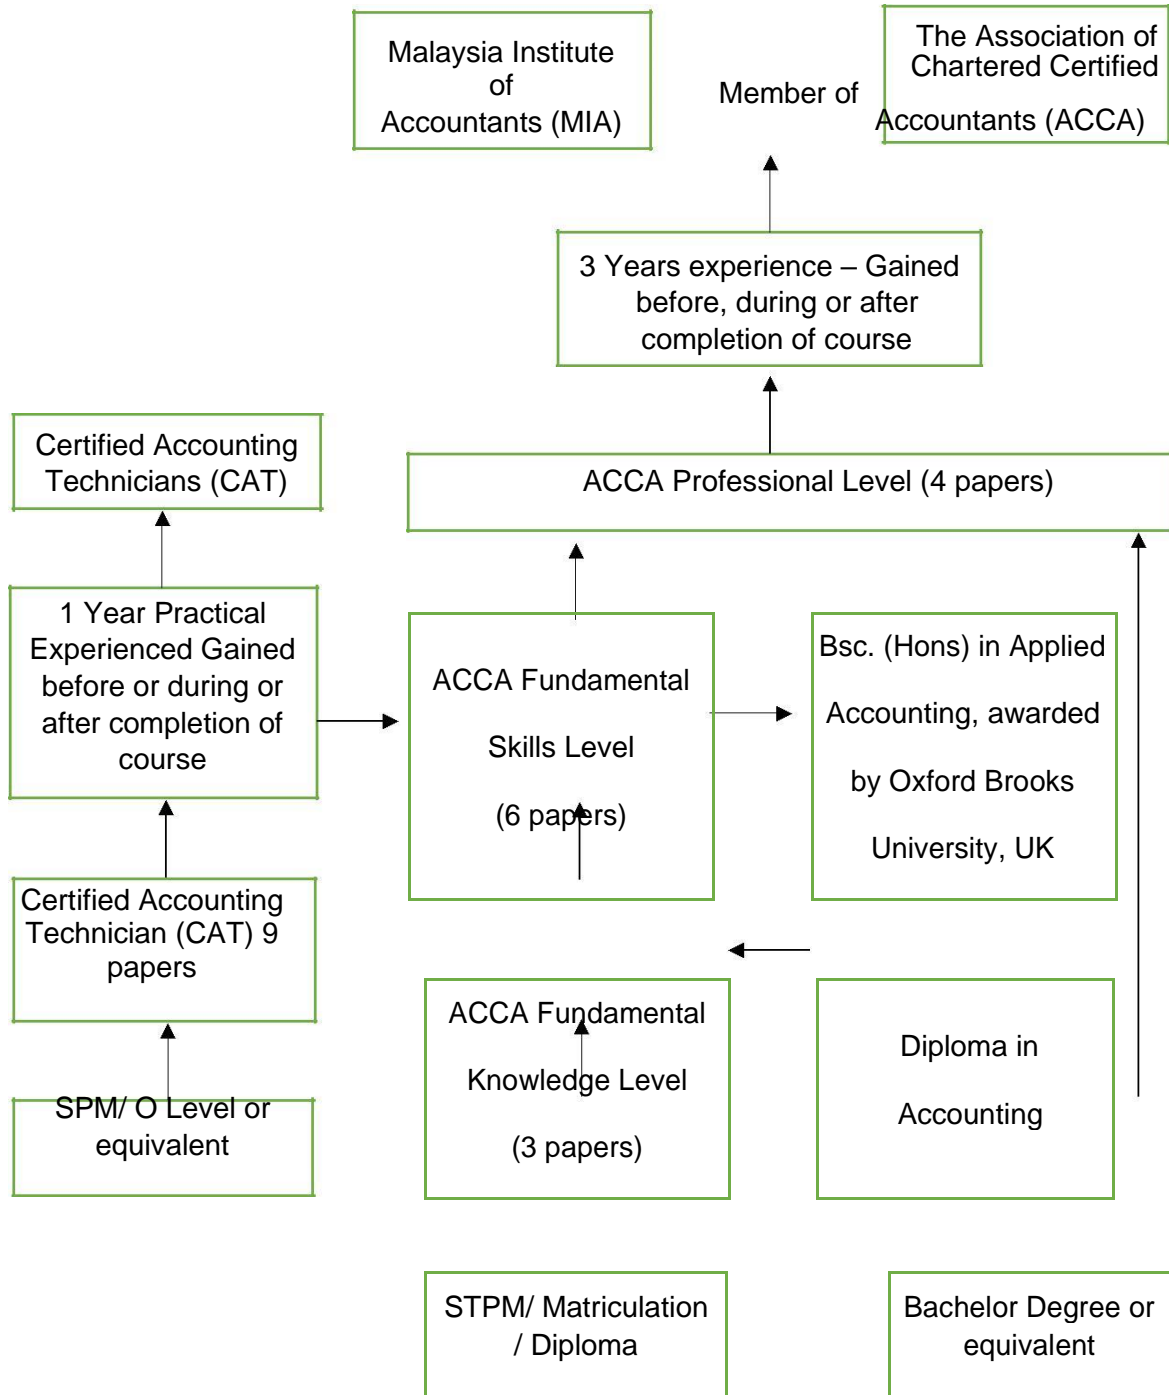 Malaysia Institute
of
Accountants (MIA)
Member of
The Association of
Chartered Certified
Accountants (ACCA)
3 Years experience – Gained
before, during or after
completion of course
Certified Accounting
Technicians (CAT)
ACCA Professional Level (4 papers)
1 Year Practical
Experienced Gained
before or during or
after completion of
course
ACCA Fundamental
Skills Level
(6 papers)
Bsc. (Hons) in Applied
Accounting, awarded
by Oxford Brooks
University, UK
Certified Accounting
Technician (CAT) 9
papers
ACCA Fundamental
Knowledge Level
(3 papers)
Diploma in
Accounting
SPM/ O Level or
equivalent
STPM/ Matriculation
/ Diploma
Bachelor Degree or
equivalent